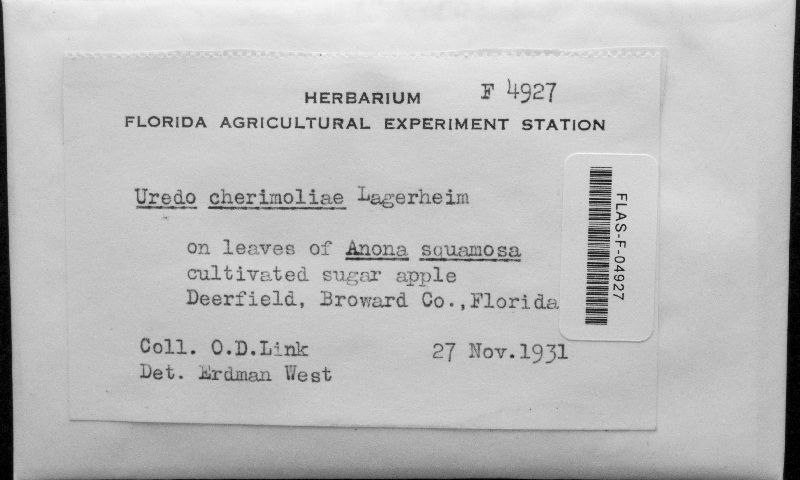 HERBARIUM F 4927
FLORIDA AGRICULTURAL EXPERIMENT STATION
Uredo cherimoliae Lagerheim
on leaves of Anona squamosa
cultivated sugar apple
Deerfield, Broward Co.,Florida
FLAS-F-04927
Coll. O.D.Link 27 Nov.1931
Det. Erdman West